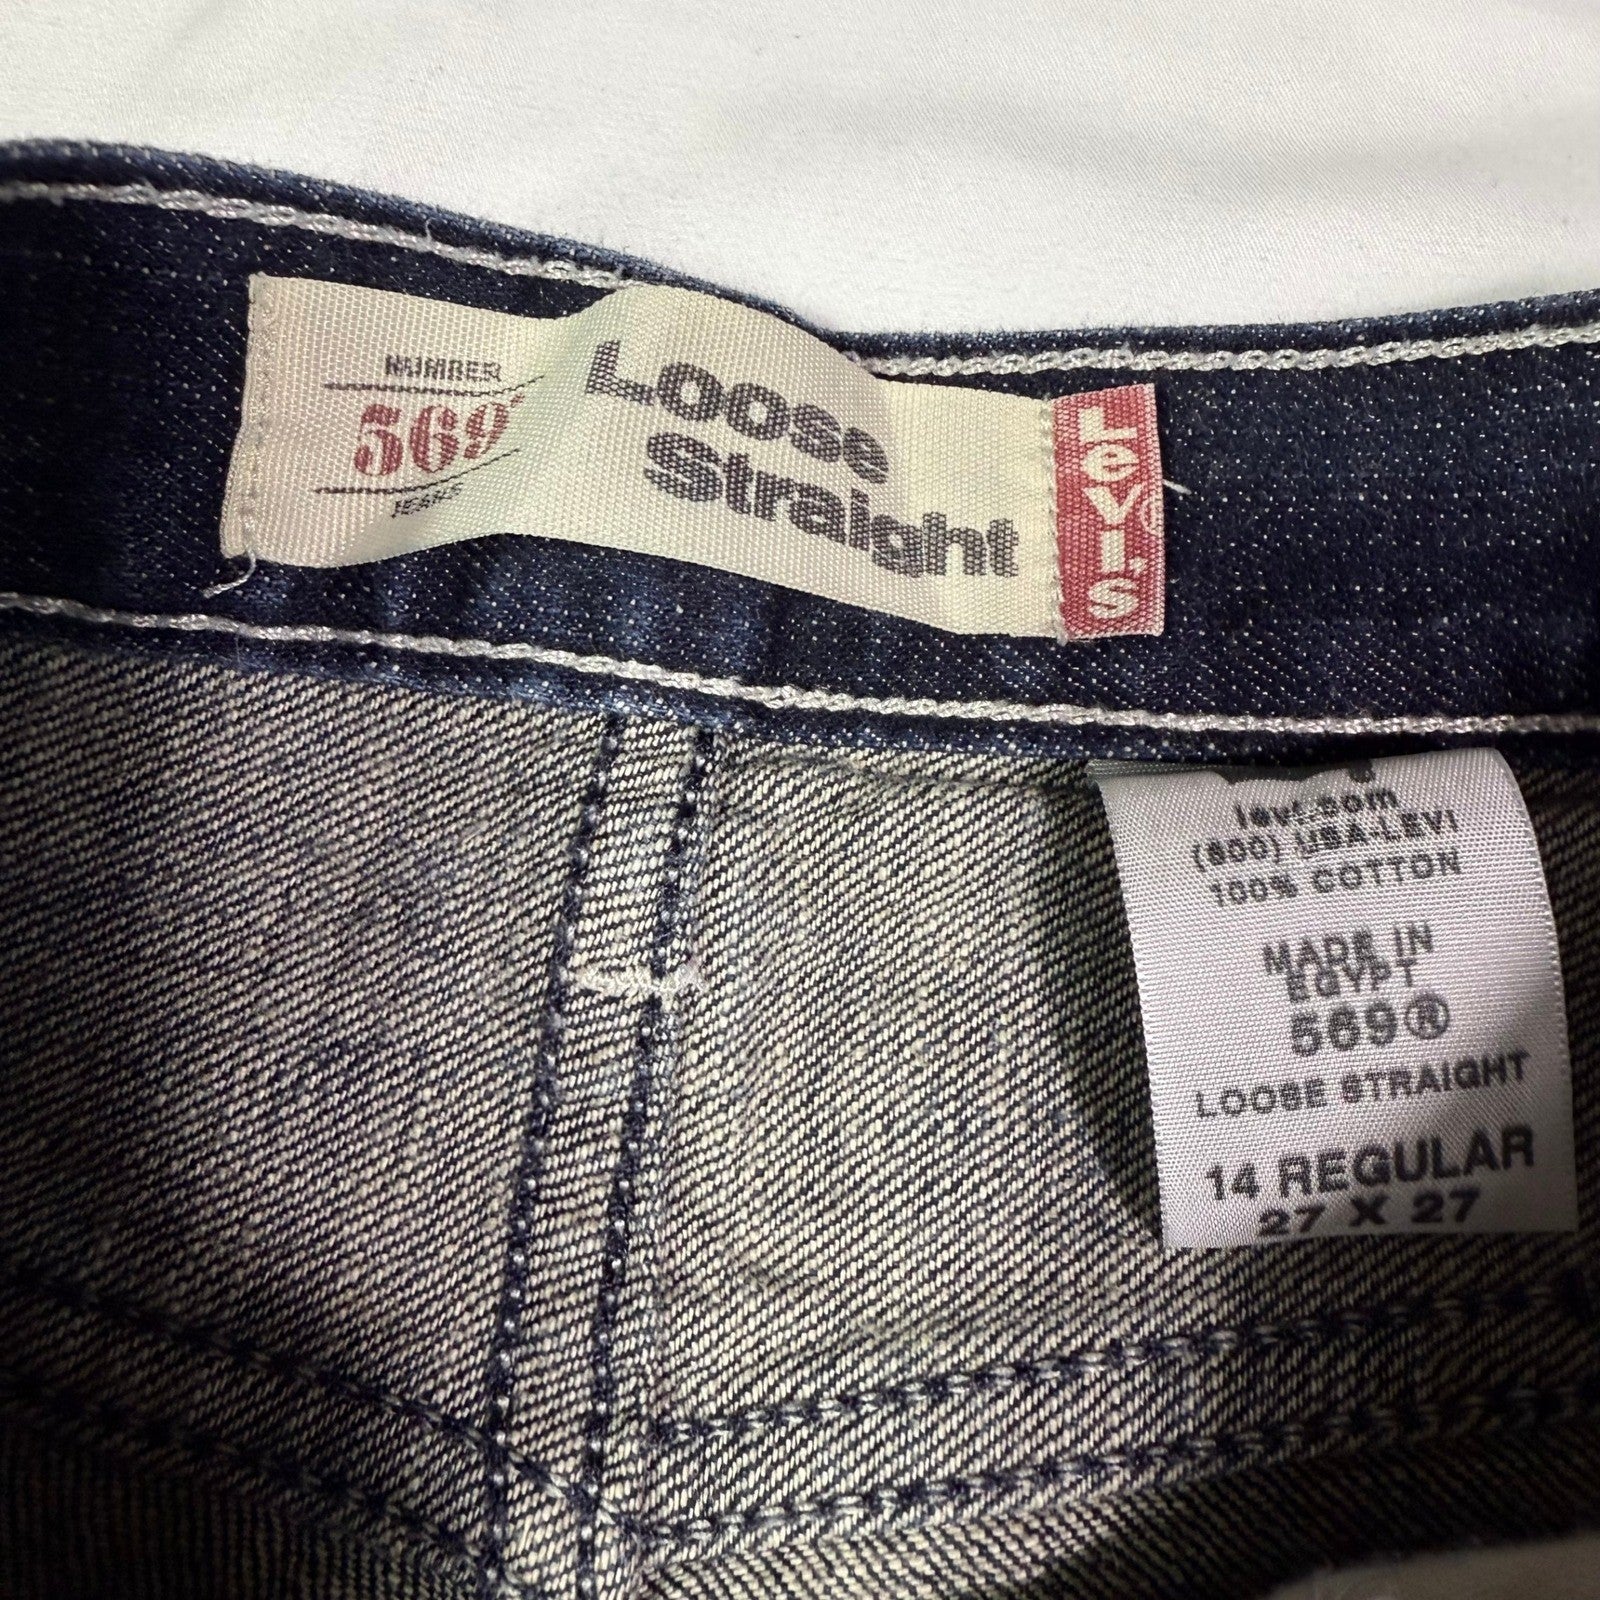 NUMBER
569
JEANS
Loose
Straight
LEVI'S®
levi.com
(800) USA-LEVI
100% COTTON
MADE IN
EGYPT
569®
LOOSE STRAIGHT
14 REGULAR
27 X 27